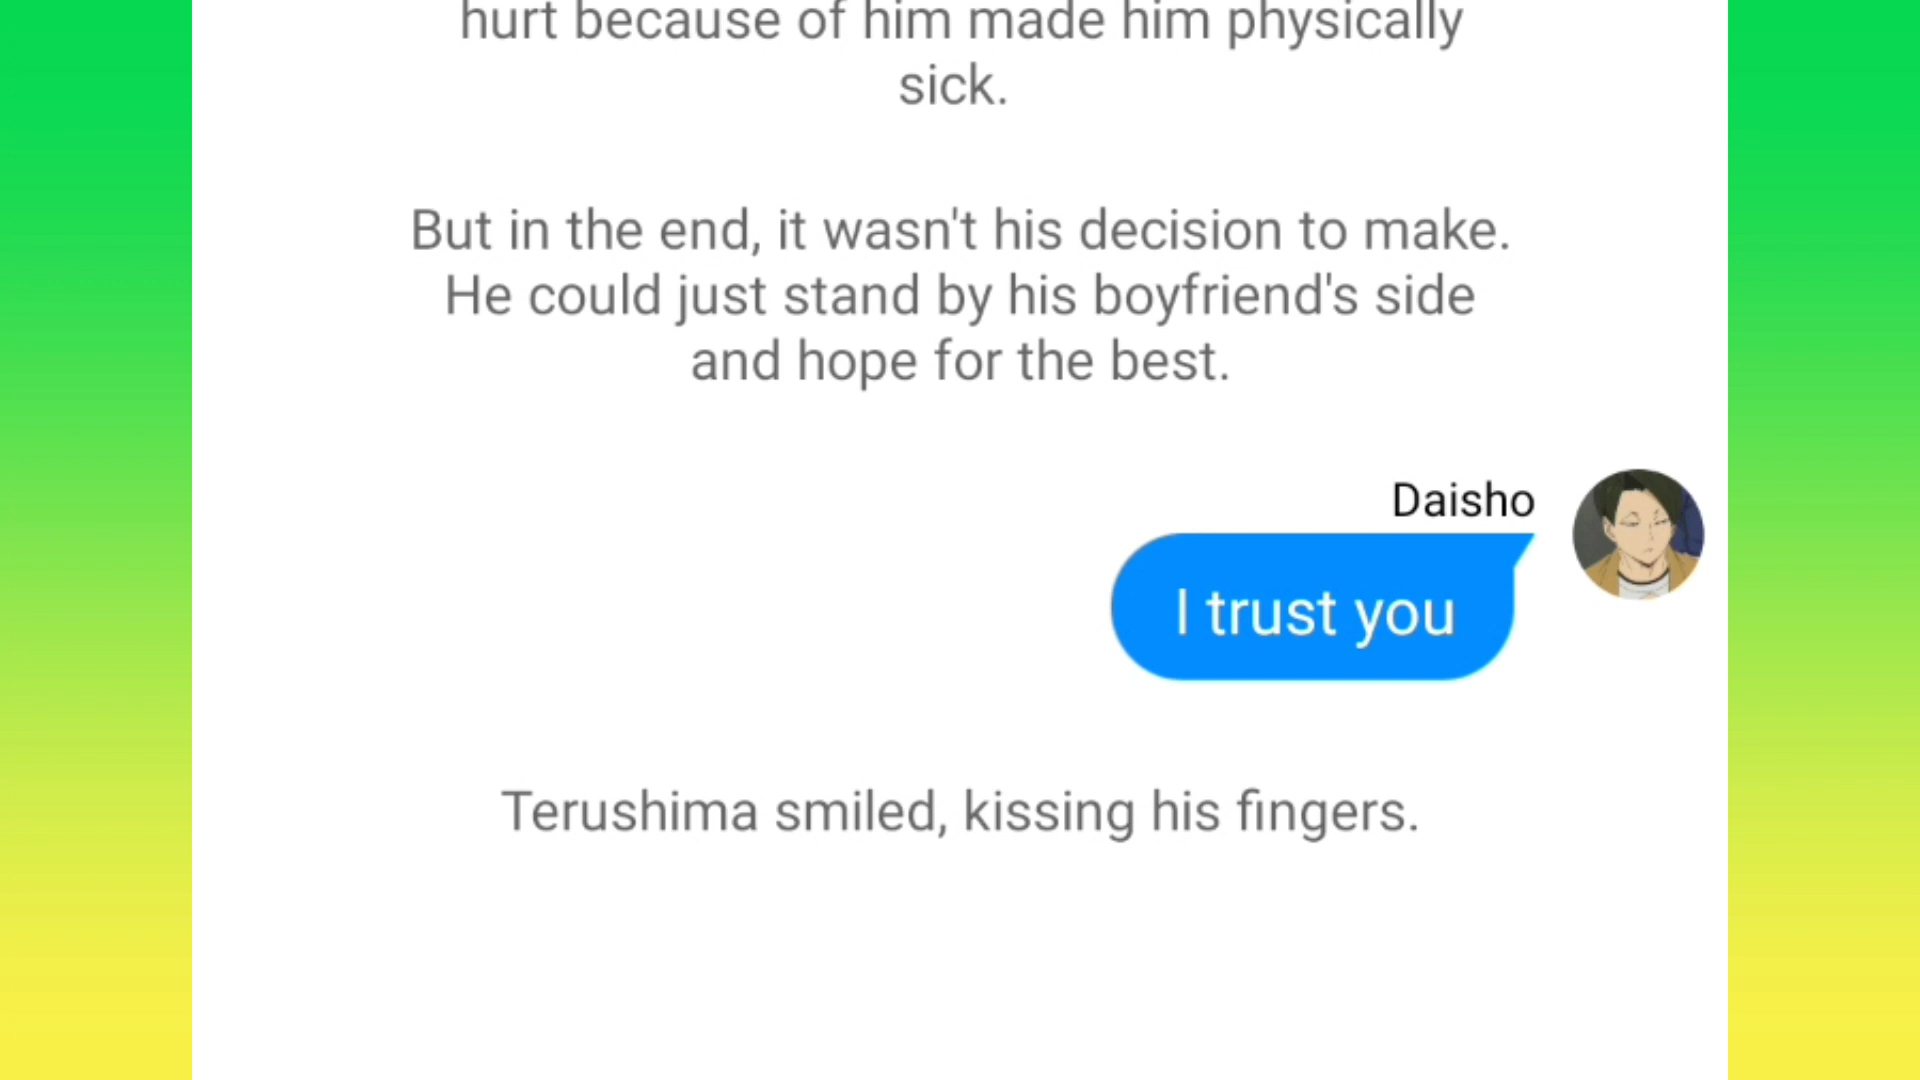 hurt because of him made him physically
sick.
But in the end, it wasn't his decision to make.
He could just stand by his boyfriend's side
and hope for the best.
Daisho
I trust you
Terushima smiled, kissing his fingers.